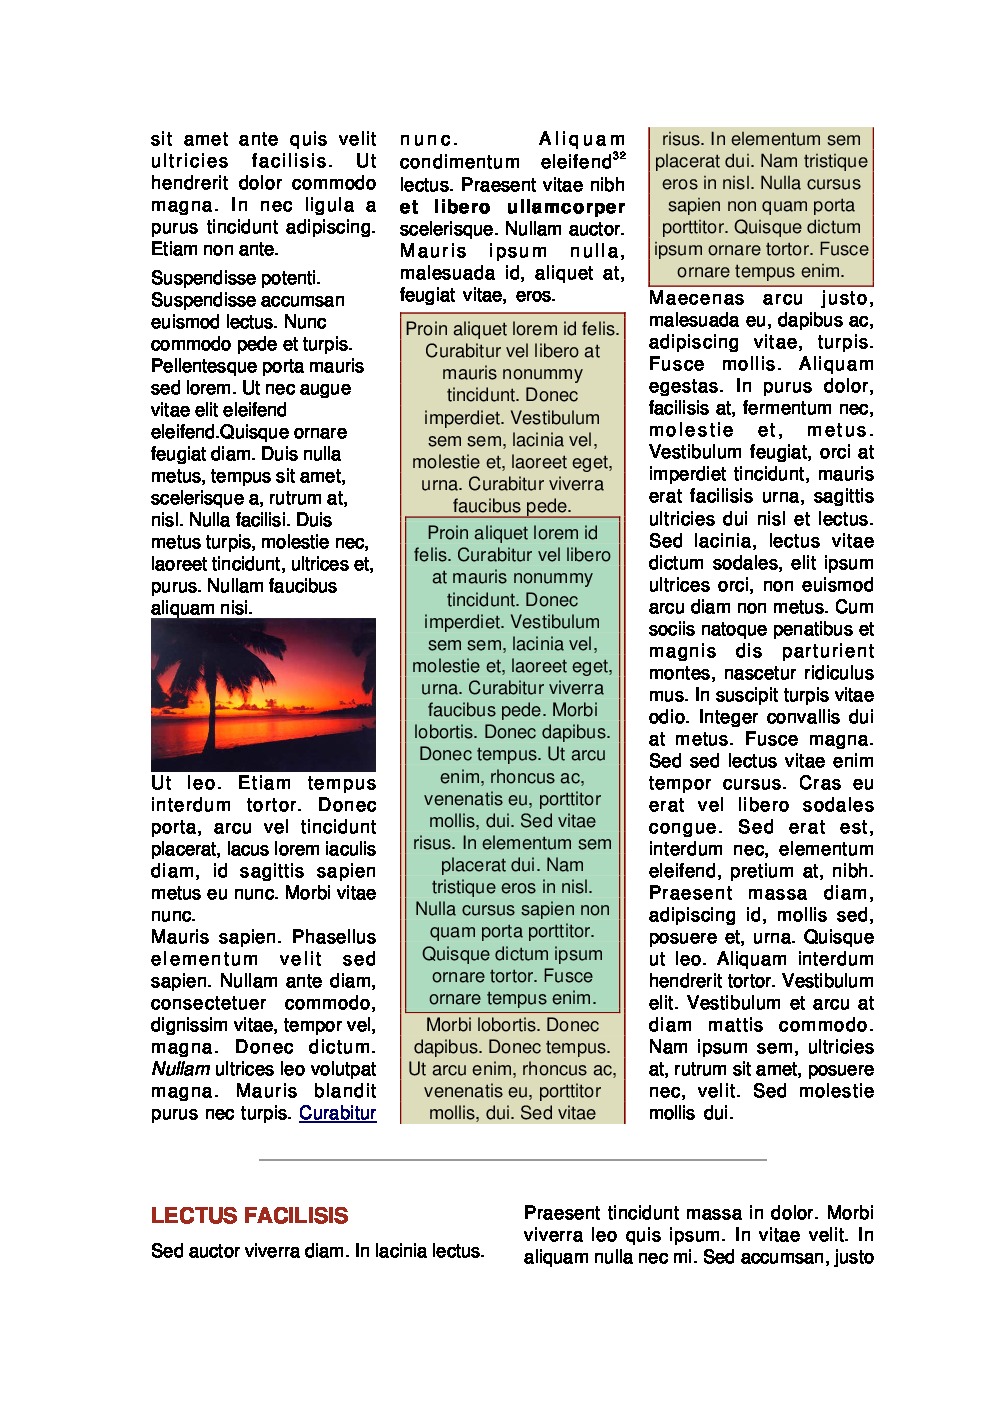 sit amet ante quis velit
ultricies facilisis. Ut
hendrerit dolor commodo
magna. In nec ligula a
purus tincidunt adipiscing.
Etiam non ante.
Suspendisse potenti.
Suspendisse accumsan
euismod lectus. Nunc
commodo pede et turpis.
Pellentesque porta mauris
sed lorem. Ut nec augue
vitae elit eleifend
eleifend.Quisque ornare
feugiat diam. Duis nulla
metus, tempus sit amet,
scelerisque a, rutrum at,
nisl. Nulla facilisi. Duis
metus turpis, molestie nec,
laoreet tincidunt, ultrices et,
purus. Nullam faucibus
aliquam nisi.
Ut leo. Etiam tempus
interdum tortor. Donec
porta, arcu vel tincidunt
placerat, lacus lorem iaculis
diam, id sagittis sapien
metus eu nunc. Morbi vitae
nunc.
Mauris sapien. Phasellus
elementum velit sed
sapien. Nullam ante diam,
consectetuer commodo,
dignissim vitae, tempor vel,
magna. Donec dictum.
Nullam ultrices leo volutpat
magna. Mauris blandit
purus nec turpis. Curabitur
nunc. Aliquam
condimentum eleifend³²
lectus. Praesent vitae nibh
et libero ullamcorper
scelerisque. Nullam auctor.
Mauris ipsum nulla,
malesuada id, aliquet at,
feugiat vitae, eros.
Proin aliquet lorem id felis.
Curabitur vel libero at
mauris nonummy
tincidunt. Donec
imperdiet. Vestibulum
sem sem, lacinia vel,
molestie et, laoreet eget,
urna. Curabitur viverra
faucibus pede.
Proin aliquet lorem id
felis. Curabitur vel libero
at mauris nonummy
tincidunt. Donec
imperdiet. Vestibulum
sem sem, lacinia vel,
molestie et, laoreet eget,
urna. Curabitur viverra
faucibus pede. Morbi
lobortis. Donec dapibus.
Donec tempus. Ut arcu
enim, rhoncus ac,
venenatis eu, porttitor
mollis, dui. Sed vitae
risus. In elementum sem
placerat dui. Nam
tristique eros in nisl.
Nulla cursus sapien non
quam porta porttitor.
Quisque dictum ipsum
ornare tortor. Fusce
ornare tempus enim.
Morbi lobortis. Donec
dapibus. Donec tempus.
Ut arcu enim, rhoncus ac,
venenatis eu, porttitor
mollis, dui. Sed vitae
risus. In elementum sem
placerat dui. Nam tristique
eros in nisl. Nulla cursus
sapien non quam porta
porttitor. Quisque dictum
ipsum ornare tortor. Fusce
ornare tempus enim.
Maecenas arcu justo,
malesuada eu, dapibus ac,
adipiscing vitae, turpis.
Fusce mollis. Aliquam
egestas. In purus dolor,
facilisis at, fermentum nec,
molestie et, metus.
Vestibulum feugiat, orci at
imperdiet tincidunt, mauris
erat facilisis urna, sagittis
ultricies dui nisl et lectus.
Sed lacinia, lectus vitae
dictum sodales, elit ipsum
ultrices orci, non euismod
arcu diam non metus. Cum
sociis natoque penatibus et
magnis dis parturient
montes, nascetur ridiculus
mus. In suscipit turpis vitae
odio. Integer convallis dui
at metus. Fusce magna.
Sed sed lectus vitae enim
tempor cursus. Cras eu
erat vel libero sodales
congue. Sed erat est,
interdum nec, elementum
eleifend, pretium at, nibh.
Praesent massa diam,
adipiscing id, mollis sed,
posuere et, urna. Quisque
ut leo. Aliquam interdum
hendrerit tortor. Vestibulum
elit. Vestibulum et arcu at
diam mattis commodo.
Nam ipsum sem, ultricies
at, rutrum sit amet, posuere
nec, velit. Sed molestie
mollis dui.
LECTUS FACILISIS
Sed auctor viverra diam. In lacinia lectus.
Praesent tincidunt massa in dolor. Morbi
viverra leo quis ipsum. In vitae velit. In
aliquam nulla nec mi. Sed accumsan, justo